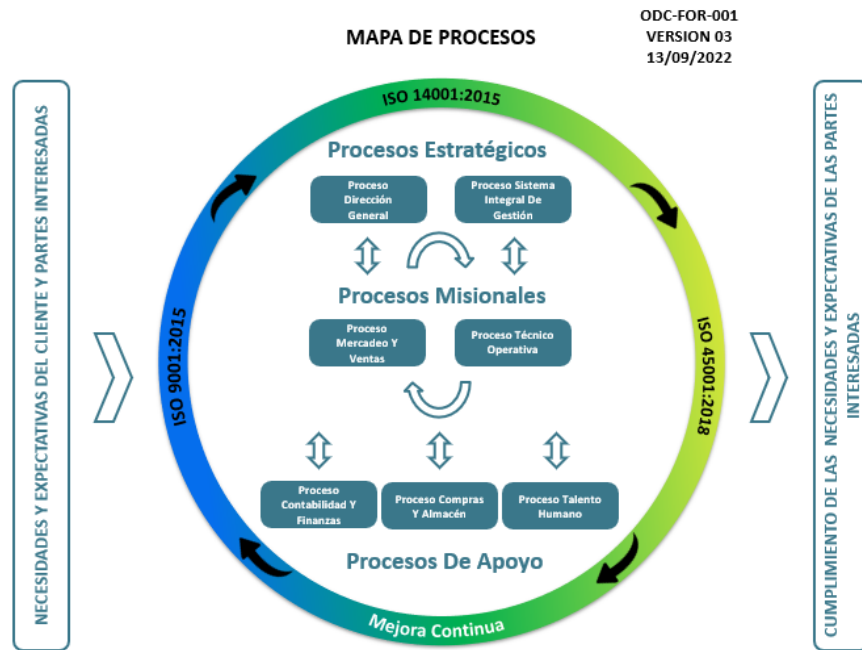 MAPA DE PROCESOS
ODC-FOR-001
VERSION 03
13/09/2022
NECESIDADES Y EXPECTATIVAS DEL CLIENTE Y PARTES INTERESADAS
ISO 14001:2015
ISO 9001:2015
ISO 45001:2018
Procesos Estratégicos
Proceso
Dirección
General
Proceso Sistema
Integral De
Gestión
Procesos Misionales
Proceso
Mercadeo Y
Ventas
Proceso Técnico
Operativa
Proceso
Contabilidad Y
Finanzas
Proceso Compras
Y Almacén
Proceso Talento
Humano
Procesos De Apoyo
Mejora Continua
CUMPLIMIENTO DE LAS NECESIDADES Y EXPECTATIVAS DE LAS PARTES
INTERESADAS